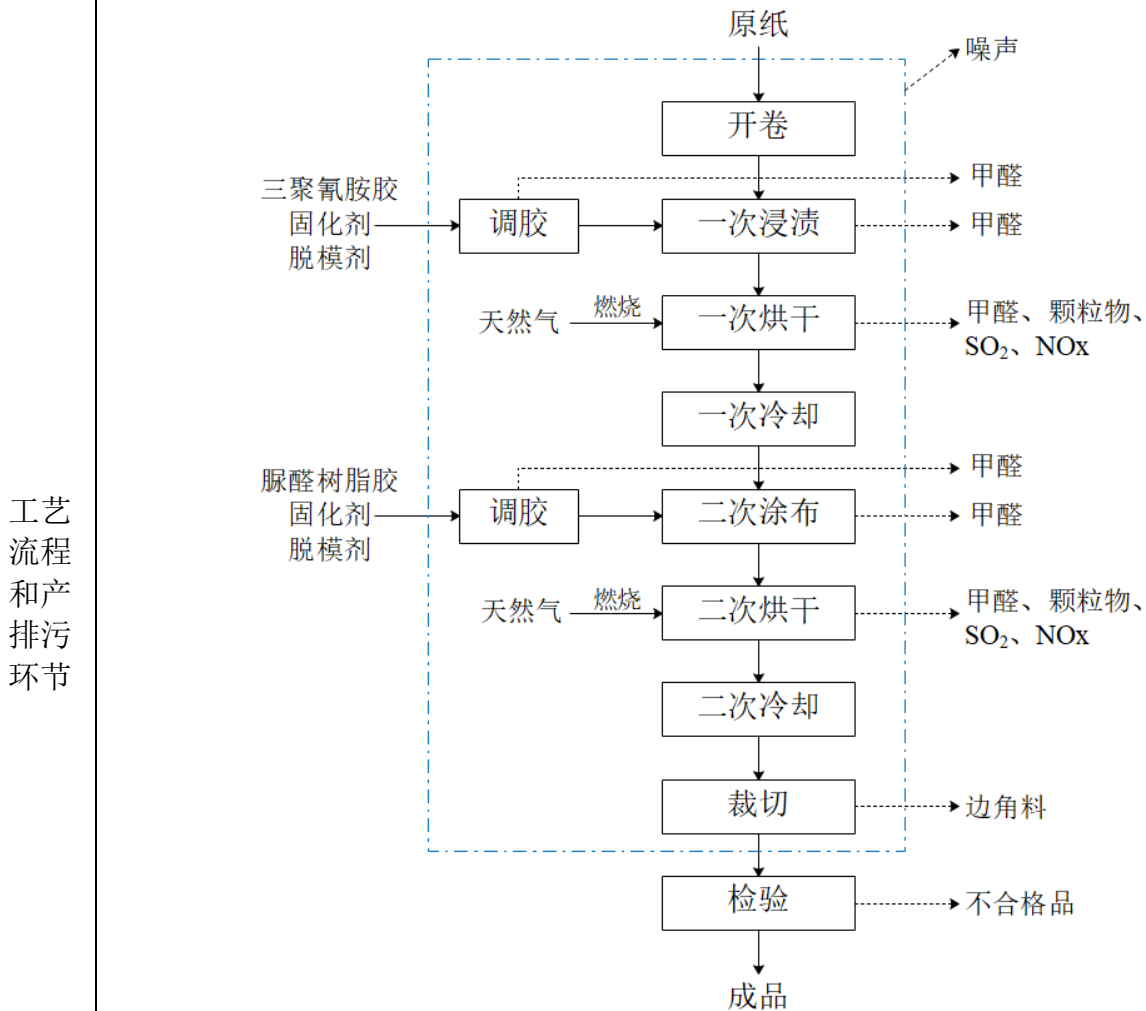 原纸
噪声
开卷
甲醛
三聚氰胺胶
固化剂
脱模剂
调胶
一次浸渍
甲醛
天然气
燃烧
一次烘干
甲醛、颗粒物、
SO₂、NOx
一次冷却
甲醛
脲醛树脂胶
固化剂
脱模剂
调胶
二次涂布
甲醛
天然气
燃烧
二次烘干
甲醛、颗粒物、
SO₂、NOx
二次冷却
裁切
边角料
检验
不合格品
成品
工艺
流程
和产
排污
环节